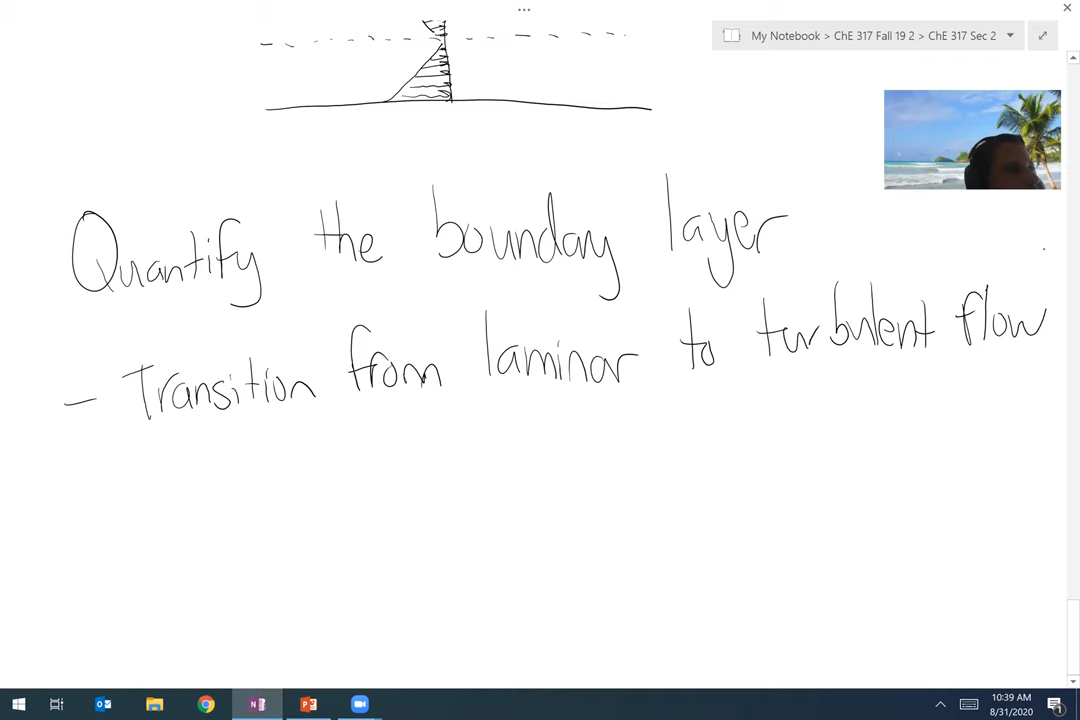 My Notebook > ChE 317 Fall 19 2 > ChE 317 Sec 2
Quantify the boundary layer
- Transition from laminar to turbulent flow
10:39 AM
8/31/2020